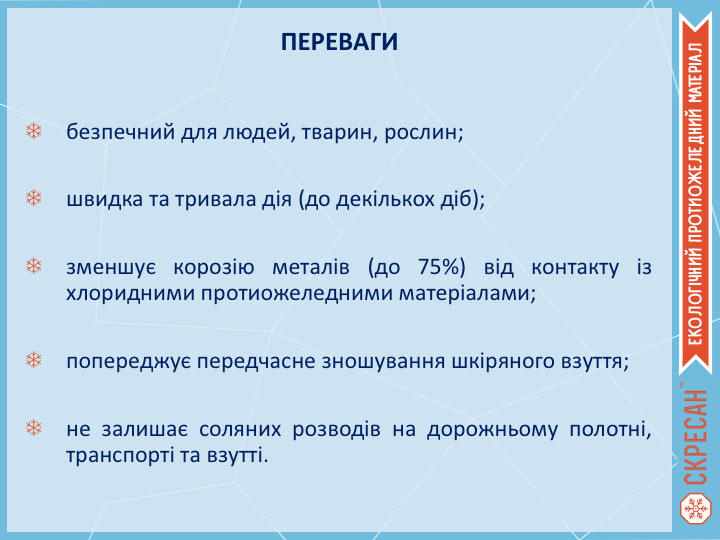 ПЕРЕВАГИ
безпечний для людей, тварин, рослин;
швидка та тривала дія (до декількох діб);
зменшує корозію металів (до 75%) від контакту із
хлоридними протиожеледними матеріалами;
попереджує передчасне зношування шкіряного взуття;
не залишає соляних розводів на дорожньому полотні,
транспорті та взутті.
ЕКОЛОГІЧНИЙ ПРОТИОЖЕЛЕДНИЙ МАТЕРІАЛ
СКРЕСАН